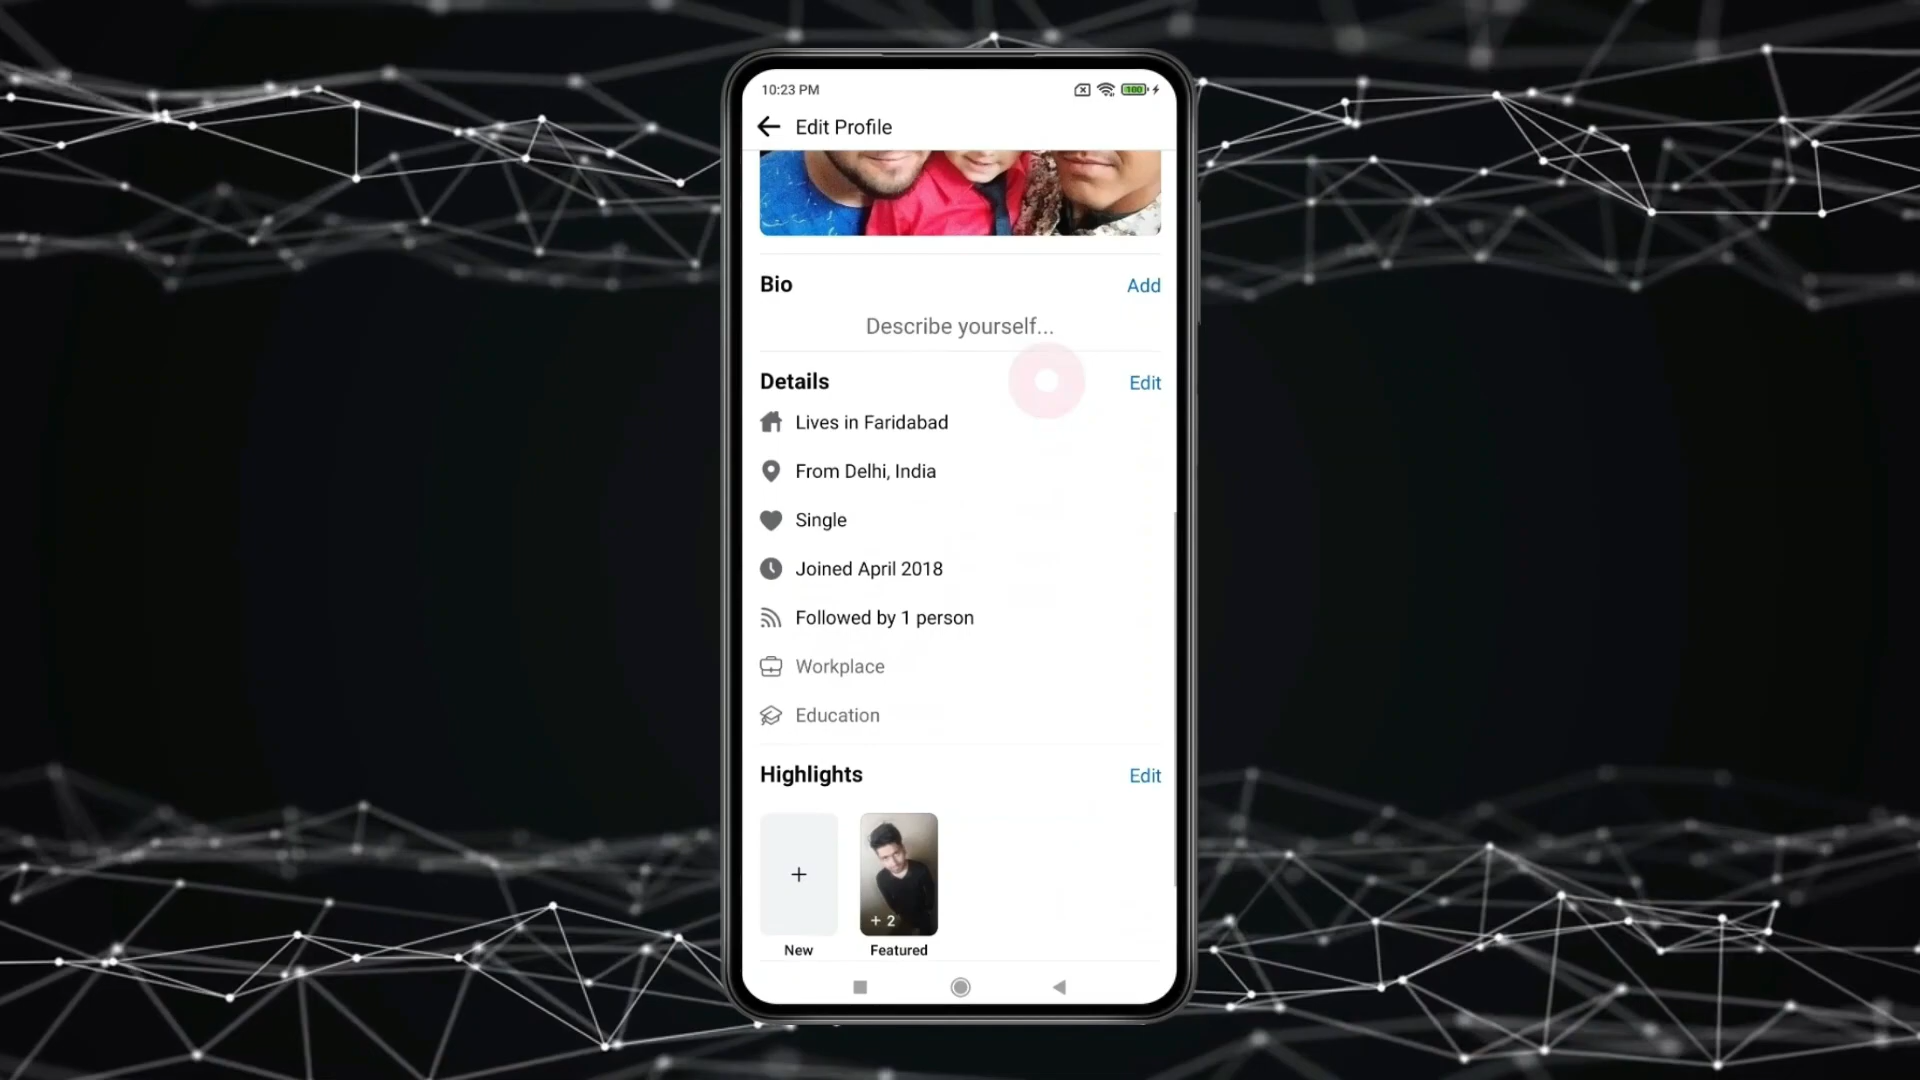 10:23 PM
100
Edit Profile
Bio
Add
Describe yourself...
Details
Edit
Lives in Faridabad
From Delhi, India
Single
Joined April 2018
Followed by 1 person
Workplace
Education
Highlights
Edit
+
+ 2
New
Featured